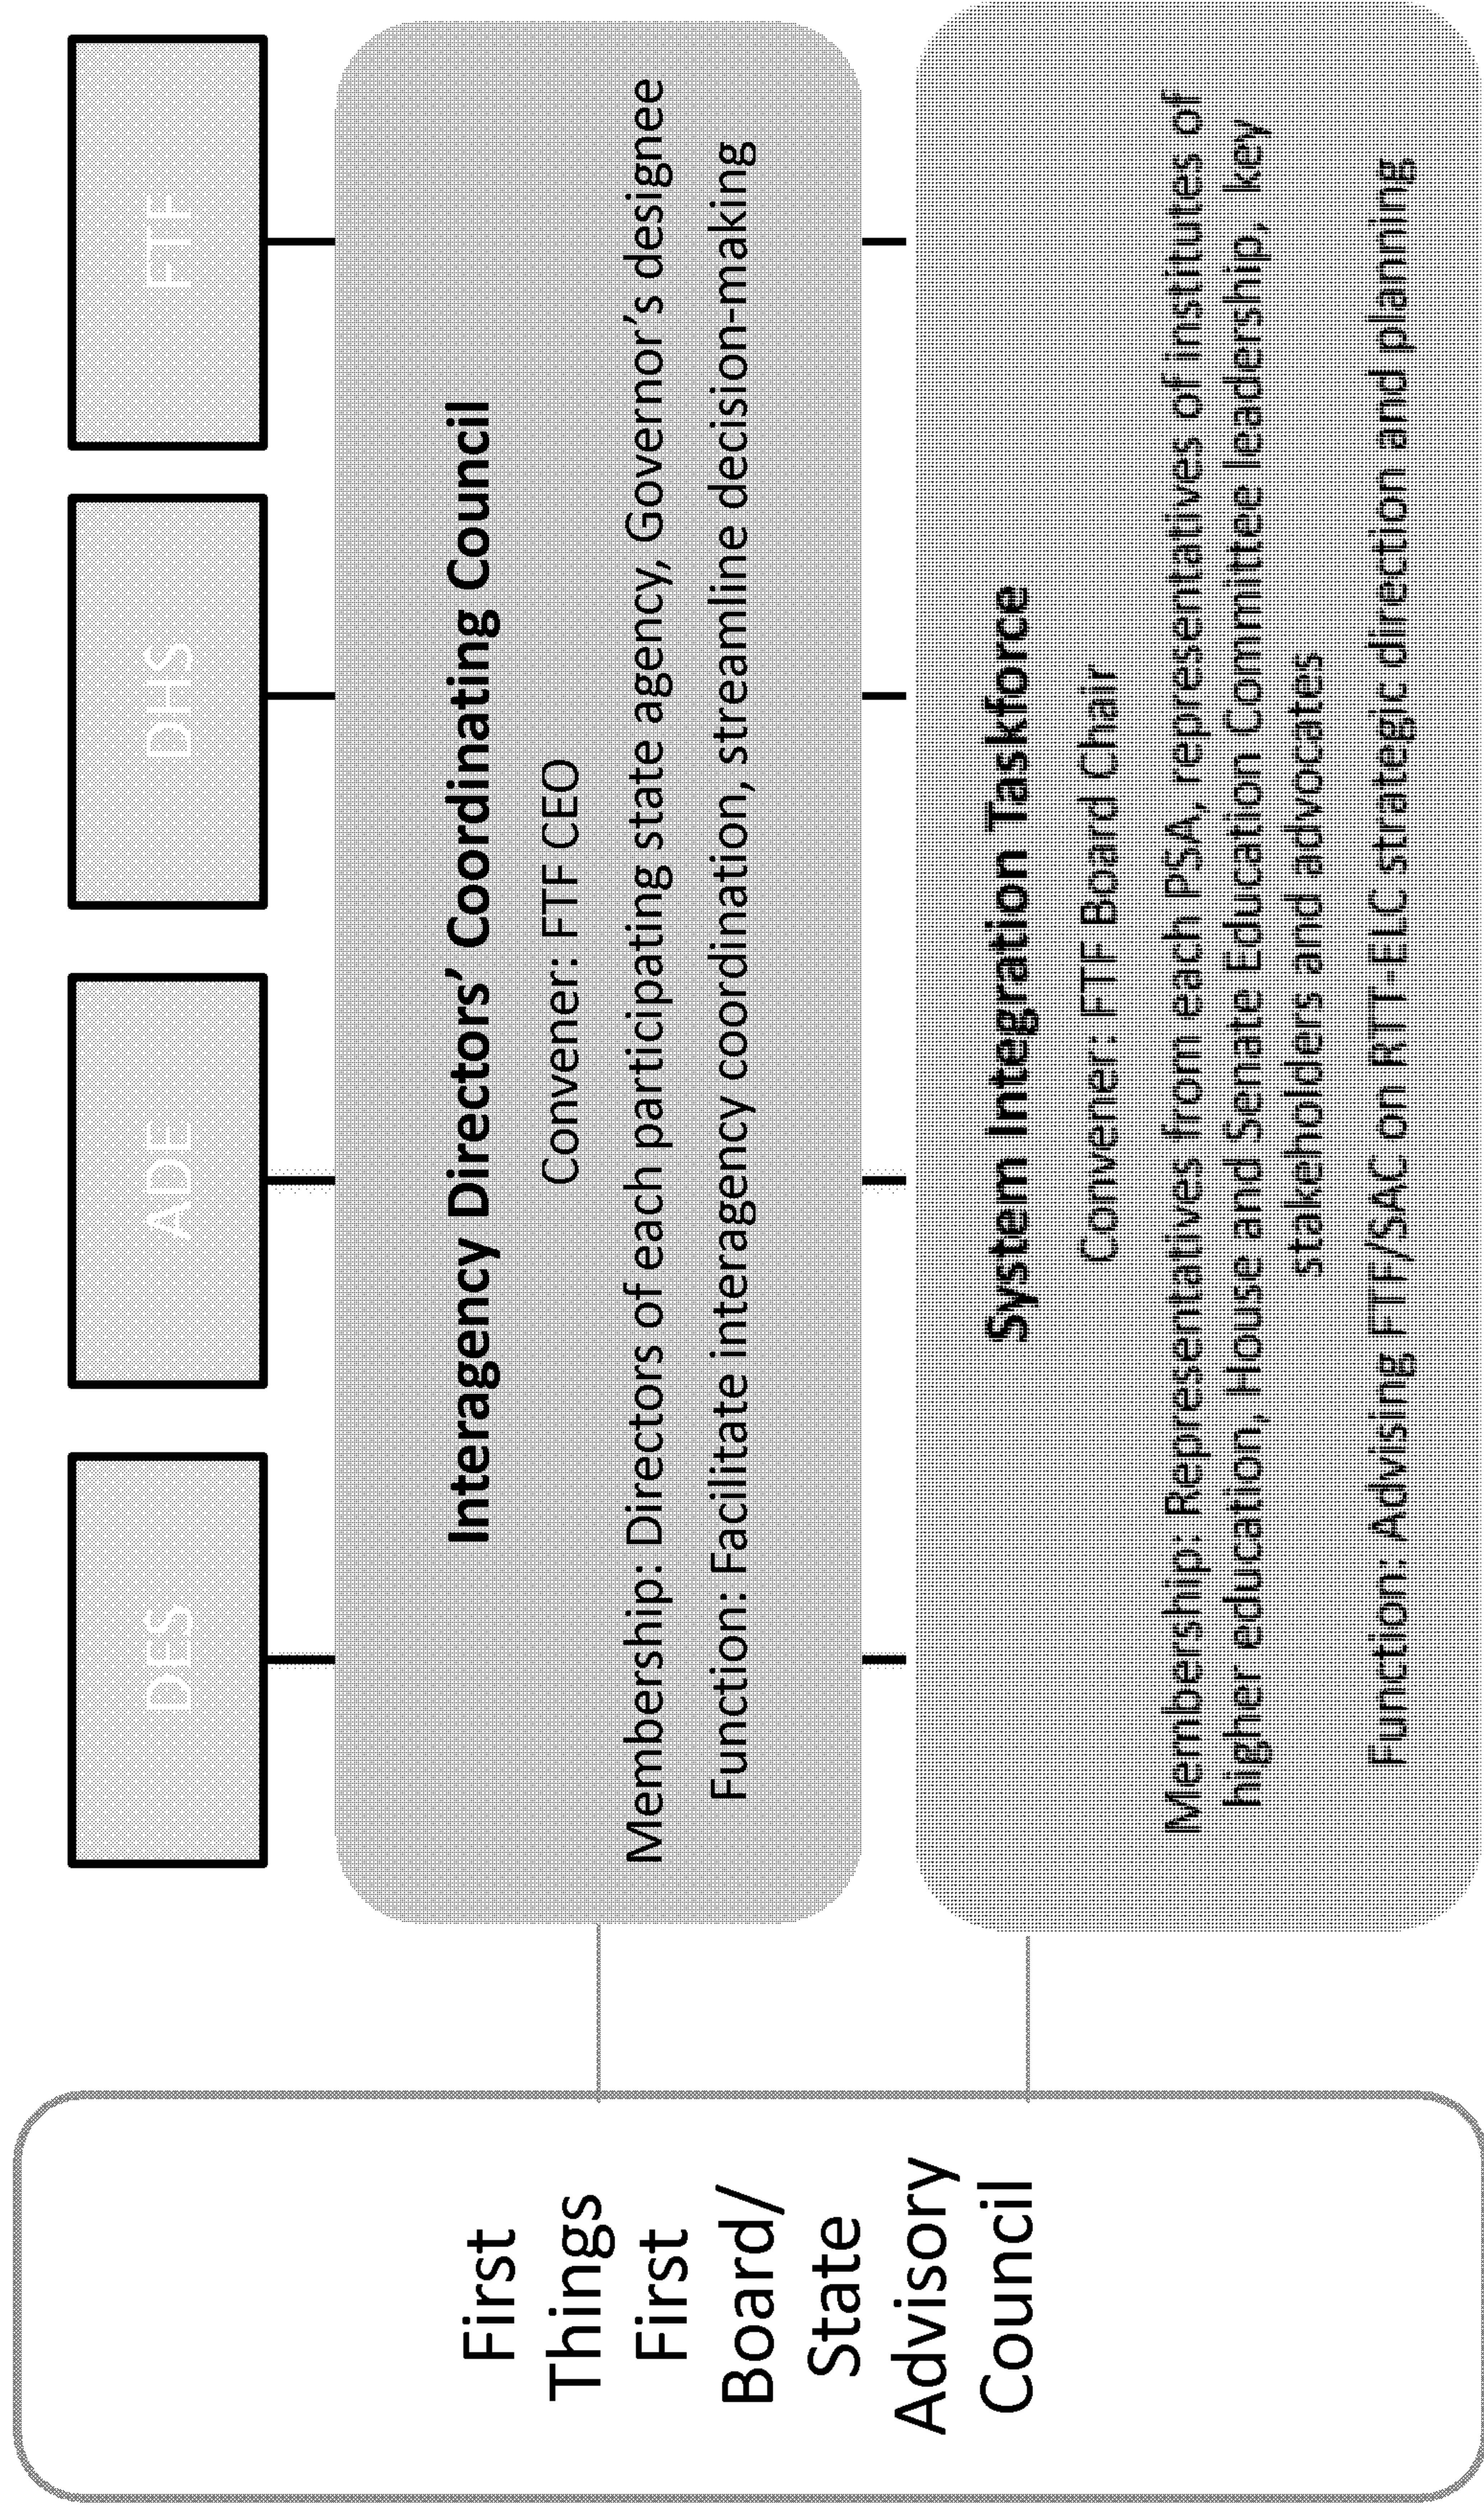 First
Things
First
Board/
State
Advisory
Council
DES
ADE
DHS
FTF
Interagency Directors’ Coordinating Council
Convener: FTF CEO
Membership: Directors of each participating state agency, Governor’s designee
Function: Facilitate interagency coordination, streamline decision-making
System Integration Taskforce
Convener: FTF Board Chair
Membership: Representatives from each PSA, representatives of institutes of
higher education, House and Senate Education Committee leadership, key
stakeholders and advocates
Function: Advising FTF/SAC on RTT-ELC strategic direction and planning